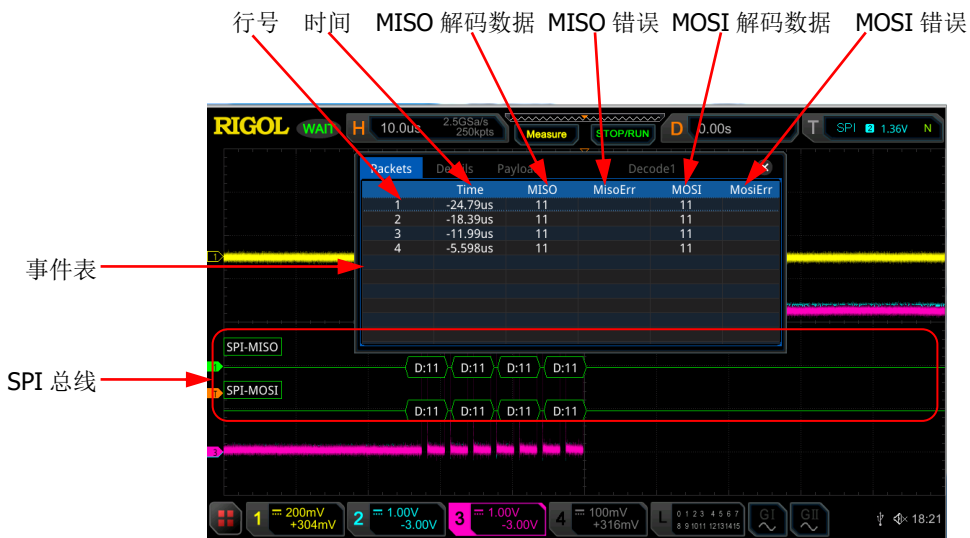 行号 时间 MISO 解码数据 MISO 错误 MOSI 解码数据 MOSI 错误
RIGOL WAIT H 10.0us 2.5GSa/s 250kpts Measure STOP/RUN D 0.00s T SPI 2 1.36V N
Packets Details Decode1
Time MISO MisoErr MOSI MosiErr
1 -24.79us 11 11
2 -18.39us 11 11
3 -11.99us 11 11
4 -5.598us 11 11
1
事件表
SPI-MISO
D:11 D:11 D:11 D:11
SPI 总线
SPI-MOSI
D:11 D:11 D:11 D:11
3
1 200mV +304mV 2 1.00V -3.00V 3 1.00V -3.00V 4 100mV +316mV L 0 1 2 3 4 5 6 7 8 9 10 11 12 13 14 15 GI GII 18:21